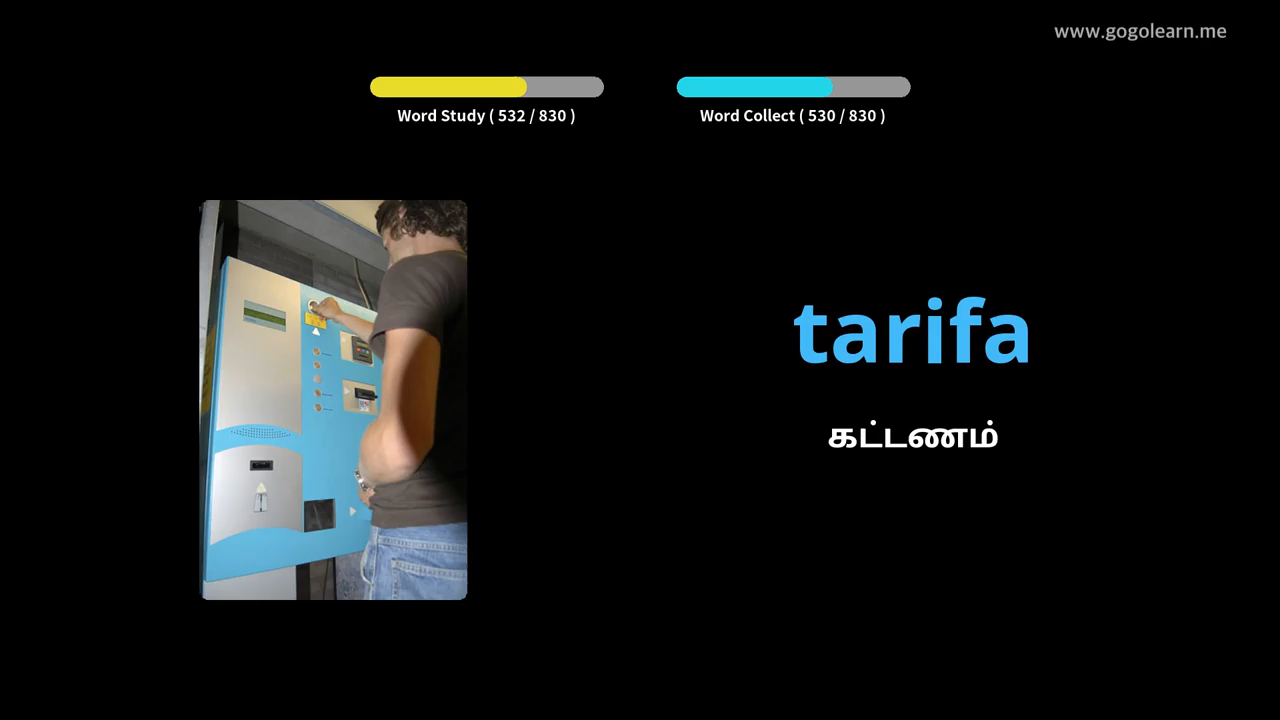 www.gogolearn.me
Word Study ( 532 / 830 )
Word Collect ( 530 / 830 )
tarifa
கட்டணம்